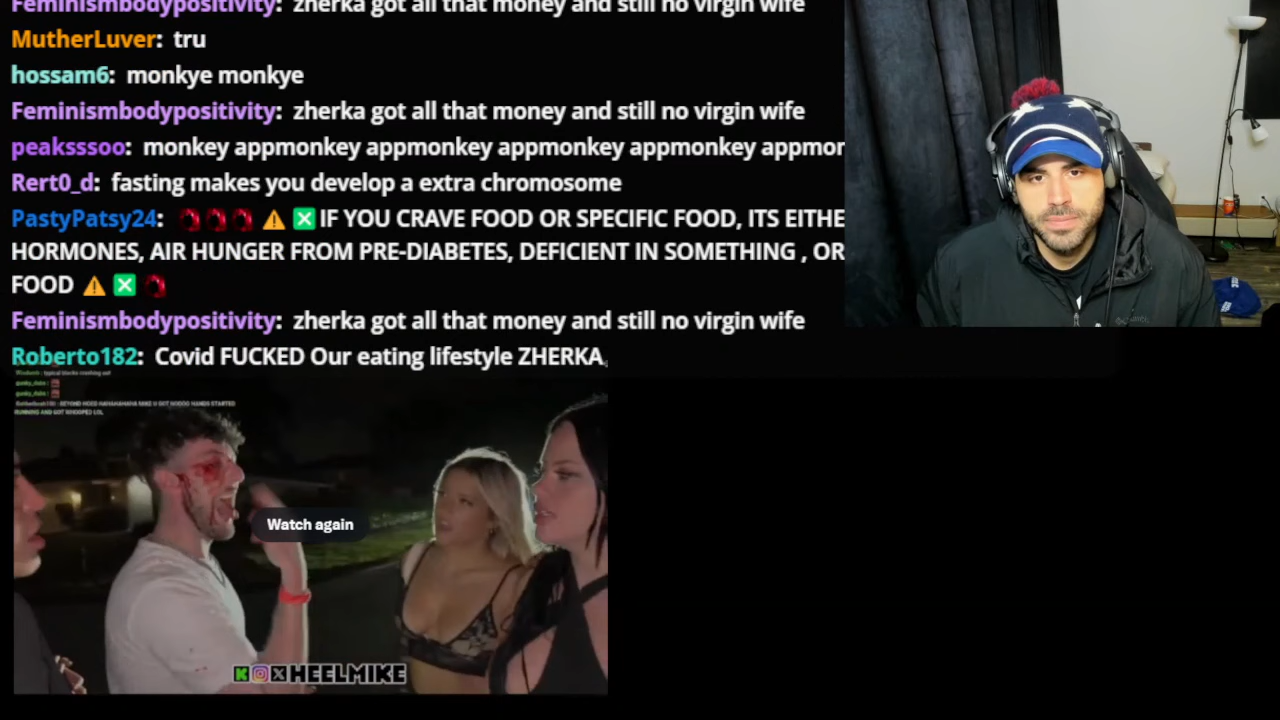 Feminismbodypositivity: zherka got all that money and still no virgin wife
MutherLuver: tru
hossam6: monkye monkye
Feminismbodypositivity: zherka got all that money and still no virgin wife
peaksssoo: monkey appmonkey appmonkey appmonkey appmonkey appmor
Rert0_d: fasting makes you develop a extra chromosome
PastyPatsy24: IF YOU CRAVE FOOD OR SPECIFIC FOOD, ITS EITHE
HORMONES, AIR HUNGER FROM PRE-DIABETES, DEFICIENT IN SOMETHING , OR
FOOD
Feminismbodypositivity: zherka got all that money and still no virgin wife
Roberto182: Covid FUCKED Our eating lifestyle ZHERKA
Watch again
HEELMIKE